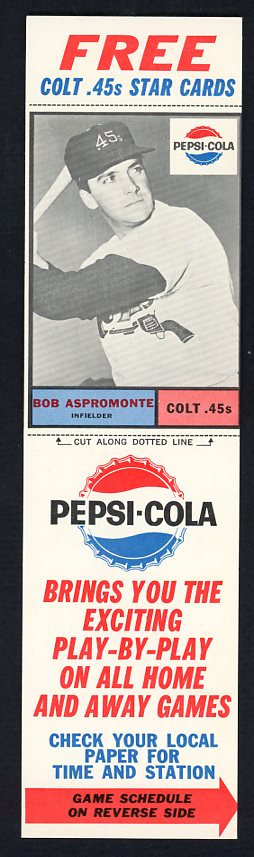 FREE
COLT .45s STAR CARDS
.45s
PEPSI-COLA
BOB ASPROMONTE
INFIELDER
COLT .45s
CUT ALONG DOTTED LINE
PEPSI-COLA
BRINGS YOU THE
EXCITING
PLAY-BY-PLAY
ON ALL HOME
AND AWAY GAMES
CHECK YOUR LOCAL
PAPER FOR
TIME AND STATION
GAME SCHEDULE
ON REVERSE SIDE